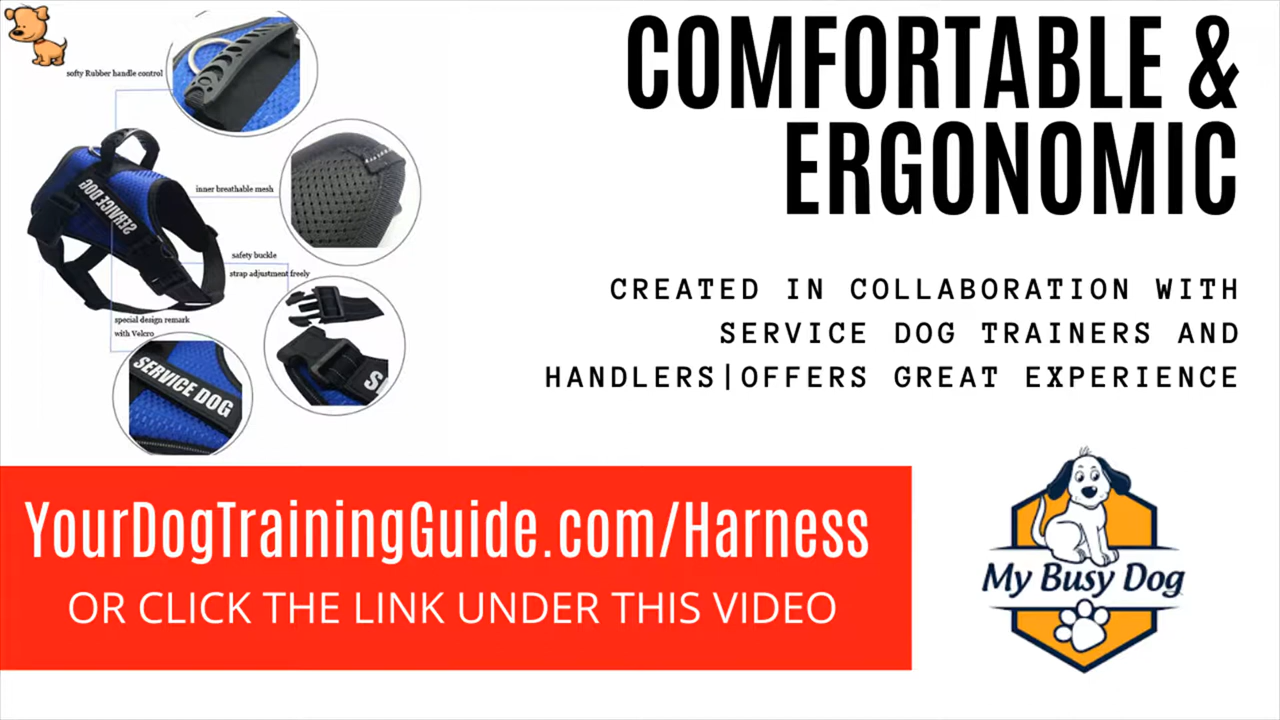 COMFORTABLE &
ERGONOMIC
CREATED IN COLLABORATION WITH
SERVICE DOG TRAINERS AND
HANDLERS|OFFERS GREAT EXPERIENCE
softy Rubber handle control
inner breathable mesh
SERVICE DOG
safety buckle
strap adjustment freely
special design remark
with Velcro
SERVICE DOG
S
YourDogTrainingGuide.com/Harness
OR CLICK THE LINK UNDER THIS VIDEO
My Busy Dog